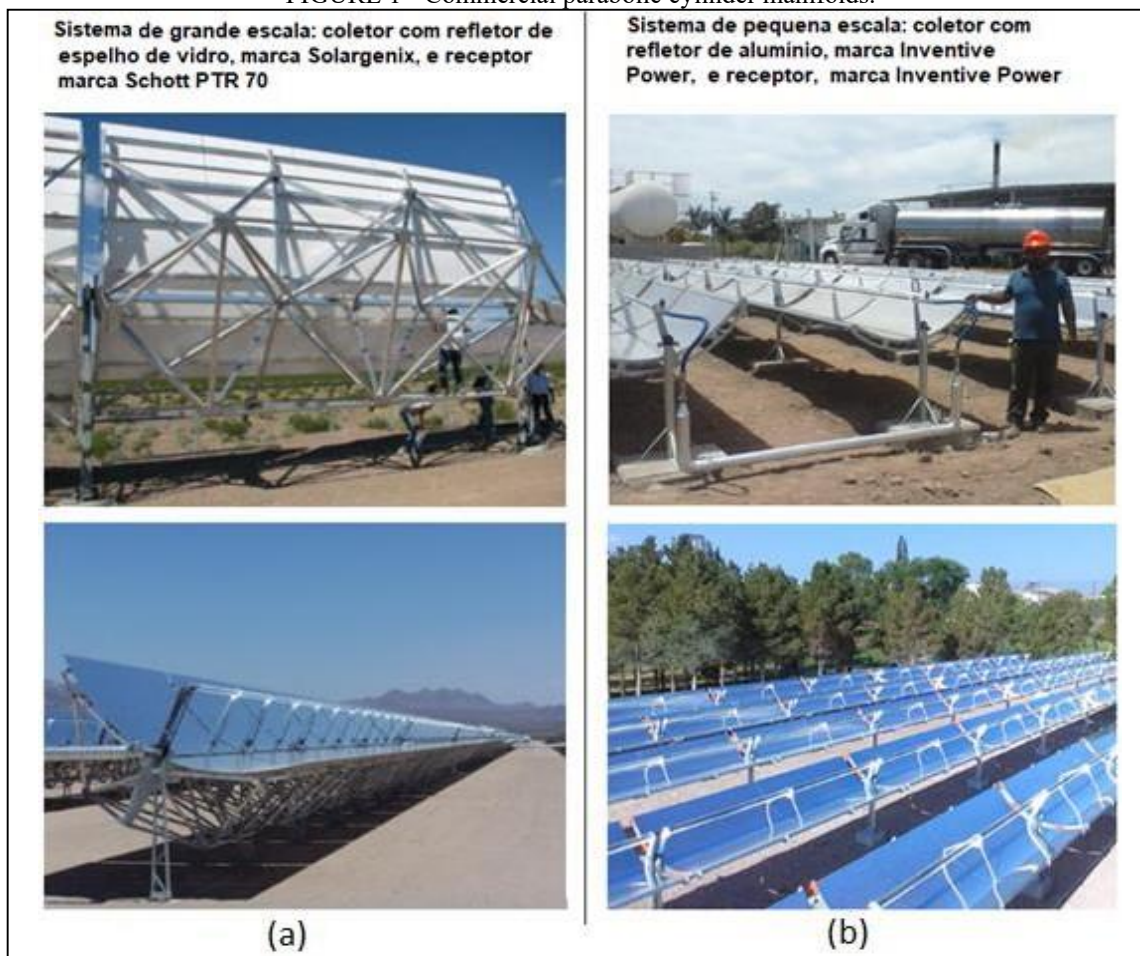 FIGURE 1 - Commercial parabolic cylinder manifolds.
Sistema de grande escala: coletor com refletor de
espelho de vidro, marca Solargenix, e receptor
marca Schott PTR 70
Sistema de pequena escala: coletor com
refletor de alumínio, marca Inventive
Power, e receptor, marca Inventive Power
(a)
(b)